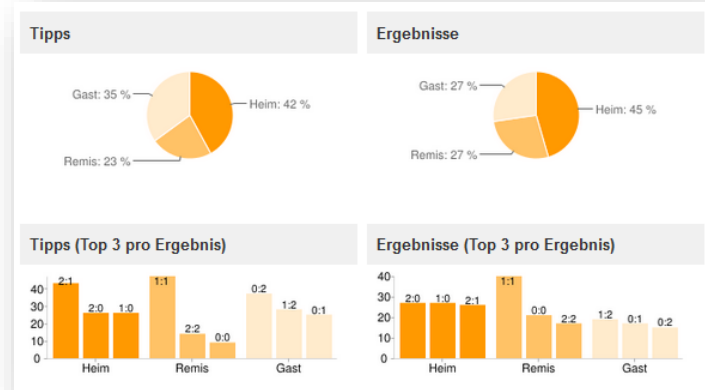 Tipps
Gast: 35 %
Heim: 42 %
Remis: 23 %
Ergebnisse
Gast: 27 %
Heim: 45 %
Remis: 27 %
Tipps (Top 3 pro Ergebnis)
40
30
20
10
0
2:1
2:0
1:0
1:1
2:2
0:0
0:2
1:2
0:1
Heim
Remis
Gast
Ergebnisse (Top 3 pro Ergebnis)
40
30
20
10
0
2:0
1:0
2:1
1:1
0:0
2:2
1:2
0:1
0:2
Heim
Remis
Gast